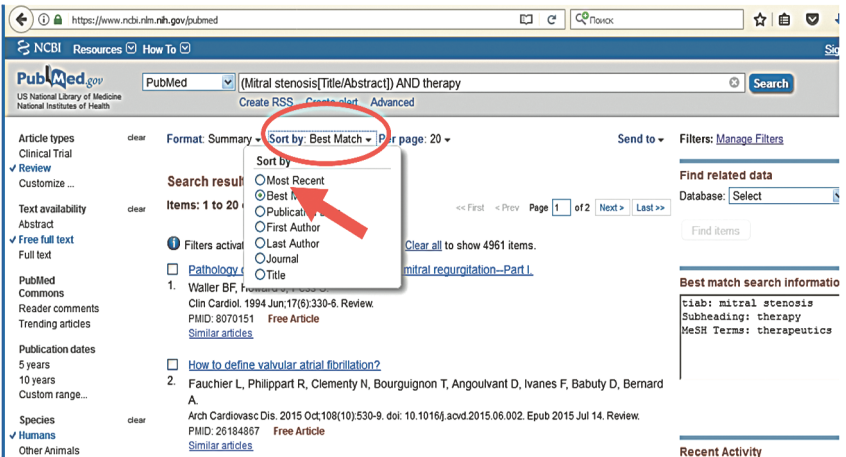 https://www.ncbi.nlm.nih.gov/pubmed
Поиск
NCBI Resources How To
Sig
PubMed.gov
US National Library of Medicine
National Institutes of Health
PubMed
(Mitral stenosis[Title/Abstract]) AND therapy
Search
Create RSS Create alert Advanced
Article types clear
Clinical Trial
Review
Customize ...
Text availability clear
Abstract
Free full text
Full text
PubMed
Commons
Reader comments
Trending articles
Publication dates
5 years
10 years
Custom range...
Species clear
Humans
Other Animals
Format: Summary Sort by: Best Match Per page: 20
Send to
Sort by
Most Recent
Best M
Publication
First Author
Last Author
Journal
Title
Search result
Items: 1 to 20
<< First < Prev Page 1 of 2 Next > Last >>
Filters activat
Clear all to show 4961 items.
Pathology
mitral regurgitation--Part I.
1. Waller BF,
Clin Cardiol. 1994 Jun;17(6):330-6. Review.
PMID: 8070151 Free Article
Similar articles
How to define valvular atrial fibrillation?
2. Fauchier L, Philippart R, Clementy N, Bourguignon T, Angoulvant D, Ivanes F, Babuty D, Bernard
A.
Arch Cardiovasc Dis. 2015 Oct;108(10):530-9. doi: 10.1016/j.acvd.2015.06.002. Epub 2015 Jul 14. Review.
PMID: 26184867 Free Article
Similar articles
Filters: Manage Filters
Find related data
Database: Select
Find items
Best match search informatio
tiab: mitral stenosis
Subheading: therapy
MeSH Terms: therapeutics
Recent Activity